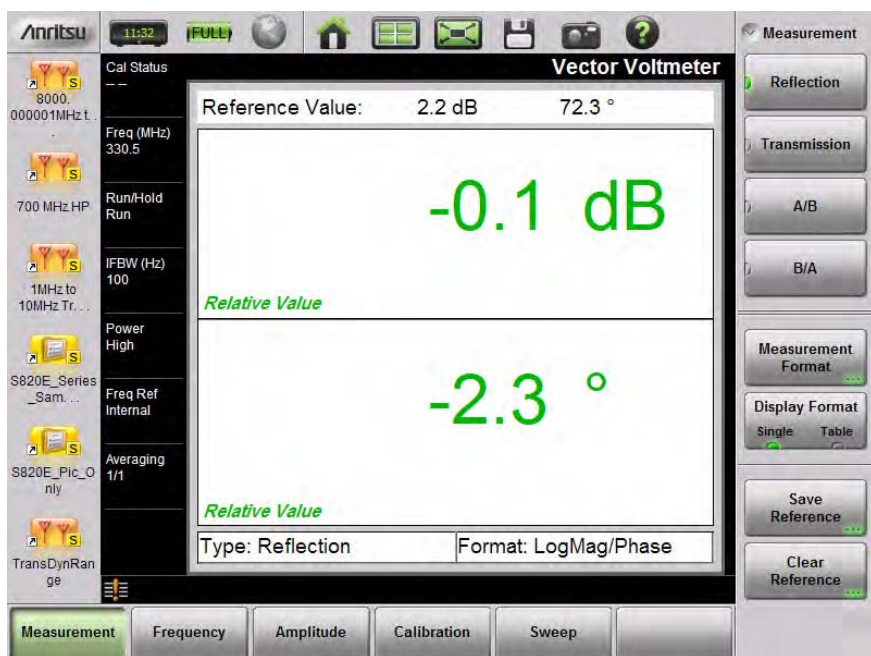 Anritsu
11:32
FULL
?
Measurement
8000.
000001MHz t. .
.
700 MHz HP
1MHz to
10MHz Tr. . .
S820E_Series
_Sam. . .
S820E_Pic_O
nly
TransDynRan
ge
Cal Status
--
Freq (MHz)
330.5
Run/Hold
Run
IFBW (Hz)
100
Power
High
Freq Ref
Internal
Averaging
1/1
Vector Voltmeter
Reference Value: 2.2 dB 72.3 °
-0.1 dB
Relative Value
-2.3 °
Relative Value
Type: Reflection
Format: LogMag/Phase
Reflection
Transmission
A/B
B/A
Measurement
Format
...
Display Format
Single Table
Save
Reference
...
Clear
Reference
...
Measurement
Frequency
Amplitude
Calibration
Sweep